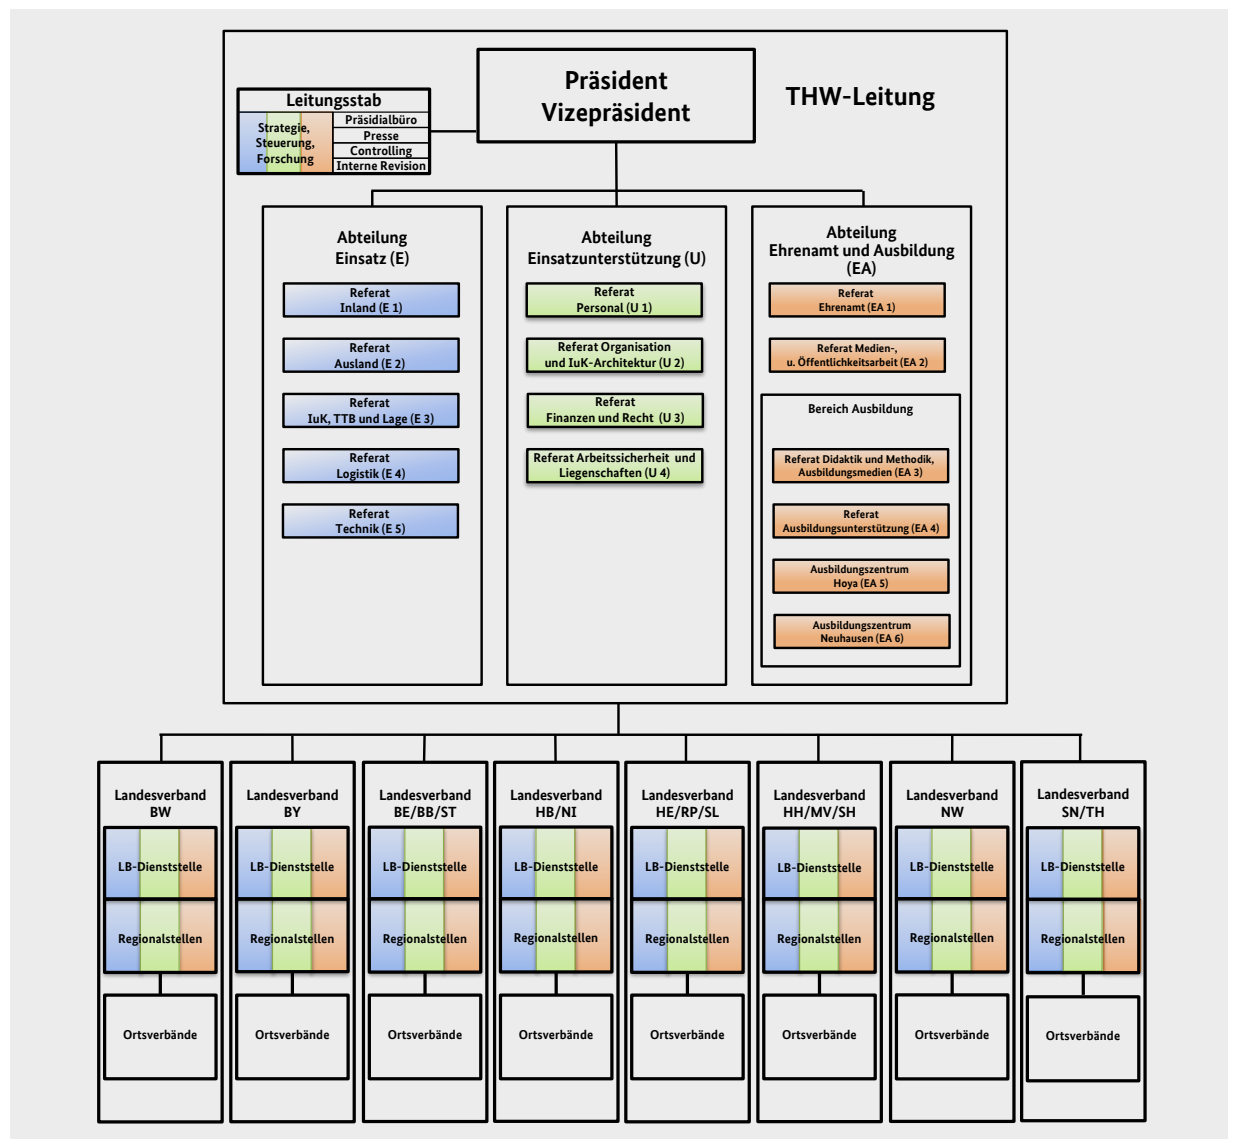 Präsident
Vizepräsident
THW-Leitung
Leitungsstab
Strategie,
Steuerung,
Forschung
Präsidialbüro
Presse
Controlling
Interne Revision
Abteilung
Einsatz (E)
Referat
Inland (E 1)
Referat
Ausland (E 2)
Referat
IuK, TTB und Lage (E 3)
Referat
Logistik (E 4)
Referat
Technik (E 5)
Abteilung
Einsatzunterstützung (U)
Referat
Personal (U 1)
Referat Organisation
und IuK-Architektur (U 2)
Referat
Finanzen und Recht (U 3)
Referat Arbeitssicherheit und
Liegenschaften (U 4)
Abteilung
Ehrenamt und Ausbildung
(EA)
Referat
Ehrenamt (EA 1)
Referat Medien-,
u. Öffentlichkeitsarbeit (EA 2)
Bereich Ausbildung
Referat Didaktik und Methodik,
Ausbildungsmedien (EA 3)
Referat
Ausbildungsunterstützung (EA 4)
Ausbildungszentrum
Hoya (EA 5)
Ausbildungszentrum
Neuhausen (EA 6)
Landesverband
BW
LB-Dienststelle
Regionalstellen
Ortsverbände
Landesverband
BY
LB-Dienststelle
Regionalstellen
Ortsverbände
Landesverband
BE/BB/ST
LB-Dienststelle
Regionalstellen
Ortsverbände
Landesverband
HB/NI
LB-Dienststelle
Regionalstellen
Ortsverbände
Landesverband
HE/RP/SL
LB-Dienststelle
Regionalstellen
Ortsverbände
Landesverband
HH/MV/SH
LB-Dienststelle
Regionalstellen
Ortsverbände
Landesverband
NW
LB-Dienststelle
Regionalstellen
Ortsverbände
Landesverband
SN/TH
LB-Dienststelle
Regionalstellen
Ortsverbände